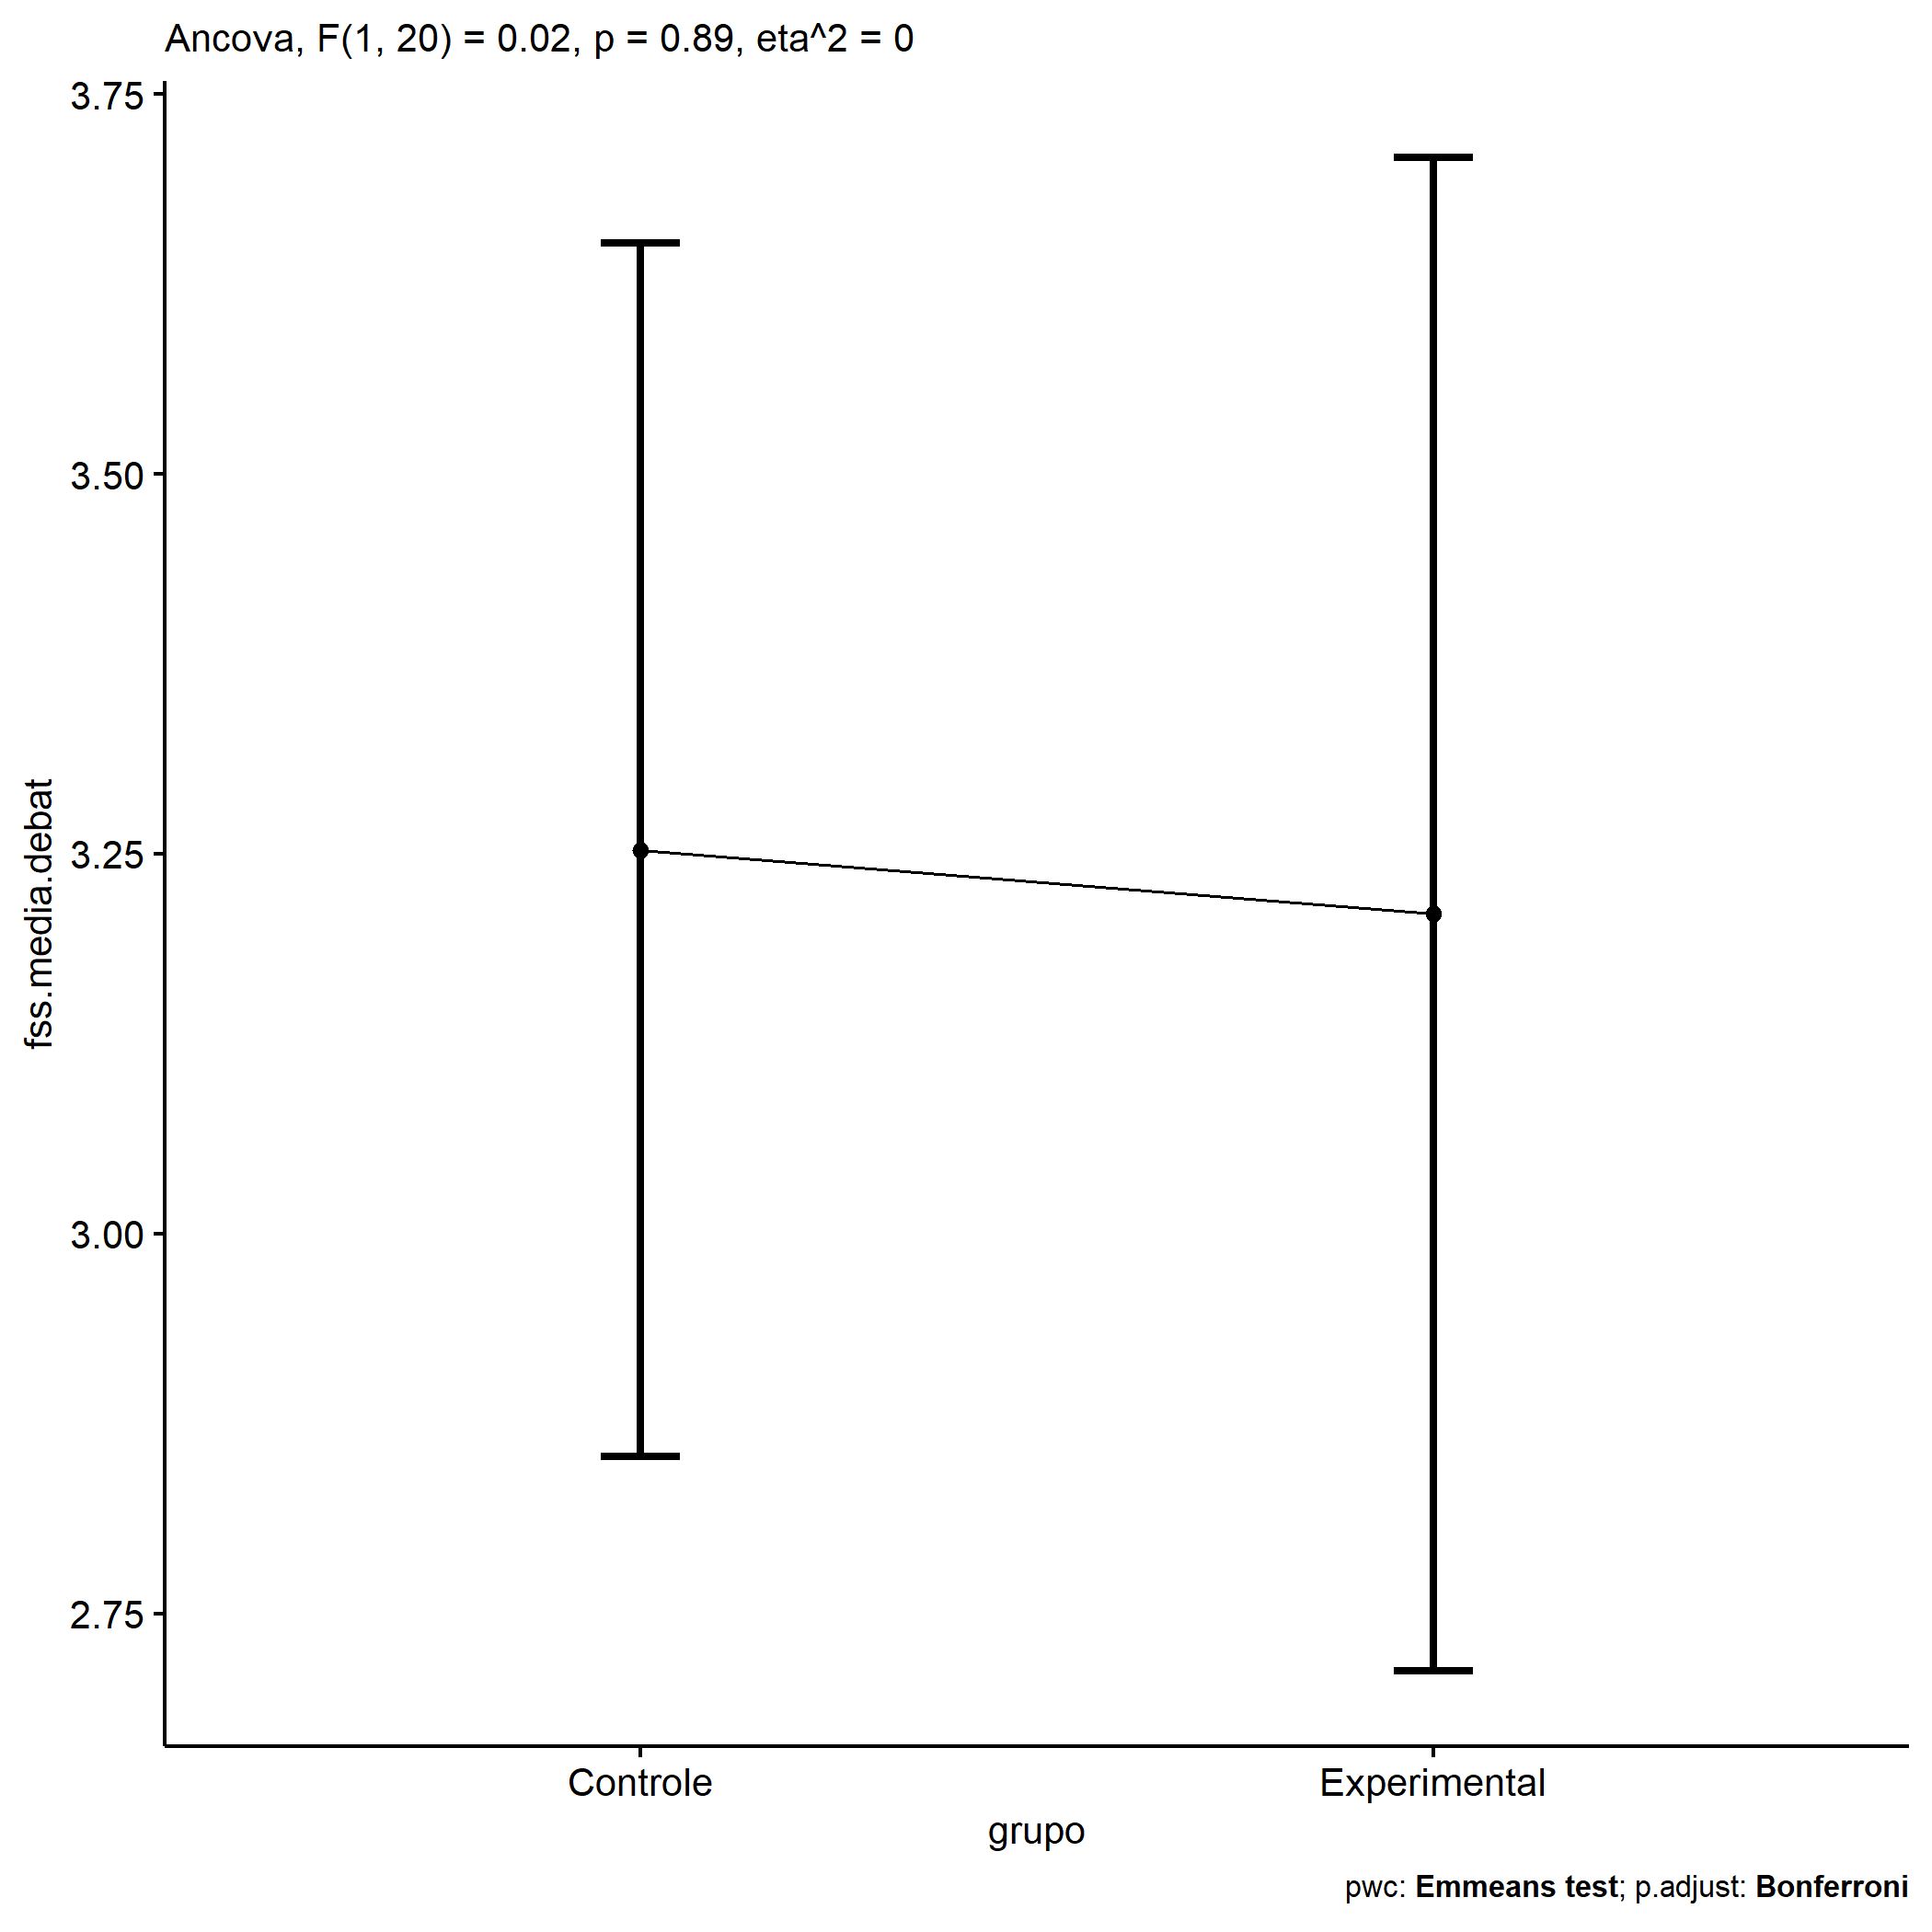 Ancova, F(1, 20) = 0.02, p = 0.89, eta^2 = 0
3.75
3.50
3.25
3.00
2.75
fss.media.debat
Controle
Experimental
grupo
pwc: Emmeans test; p.adjust: Bonferroni